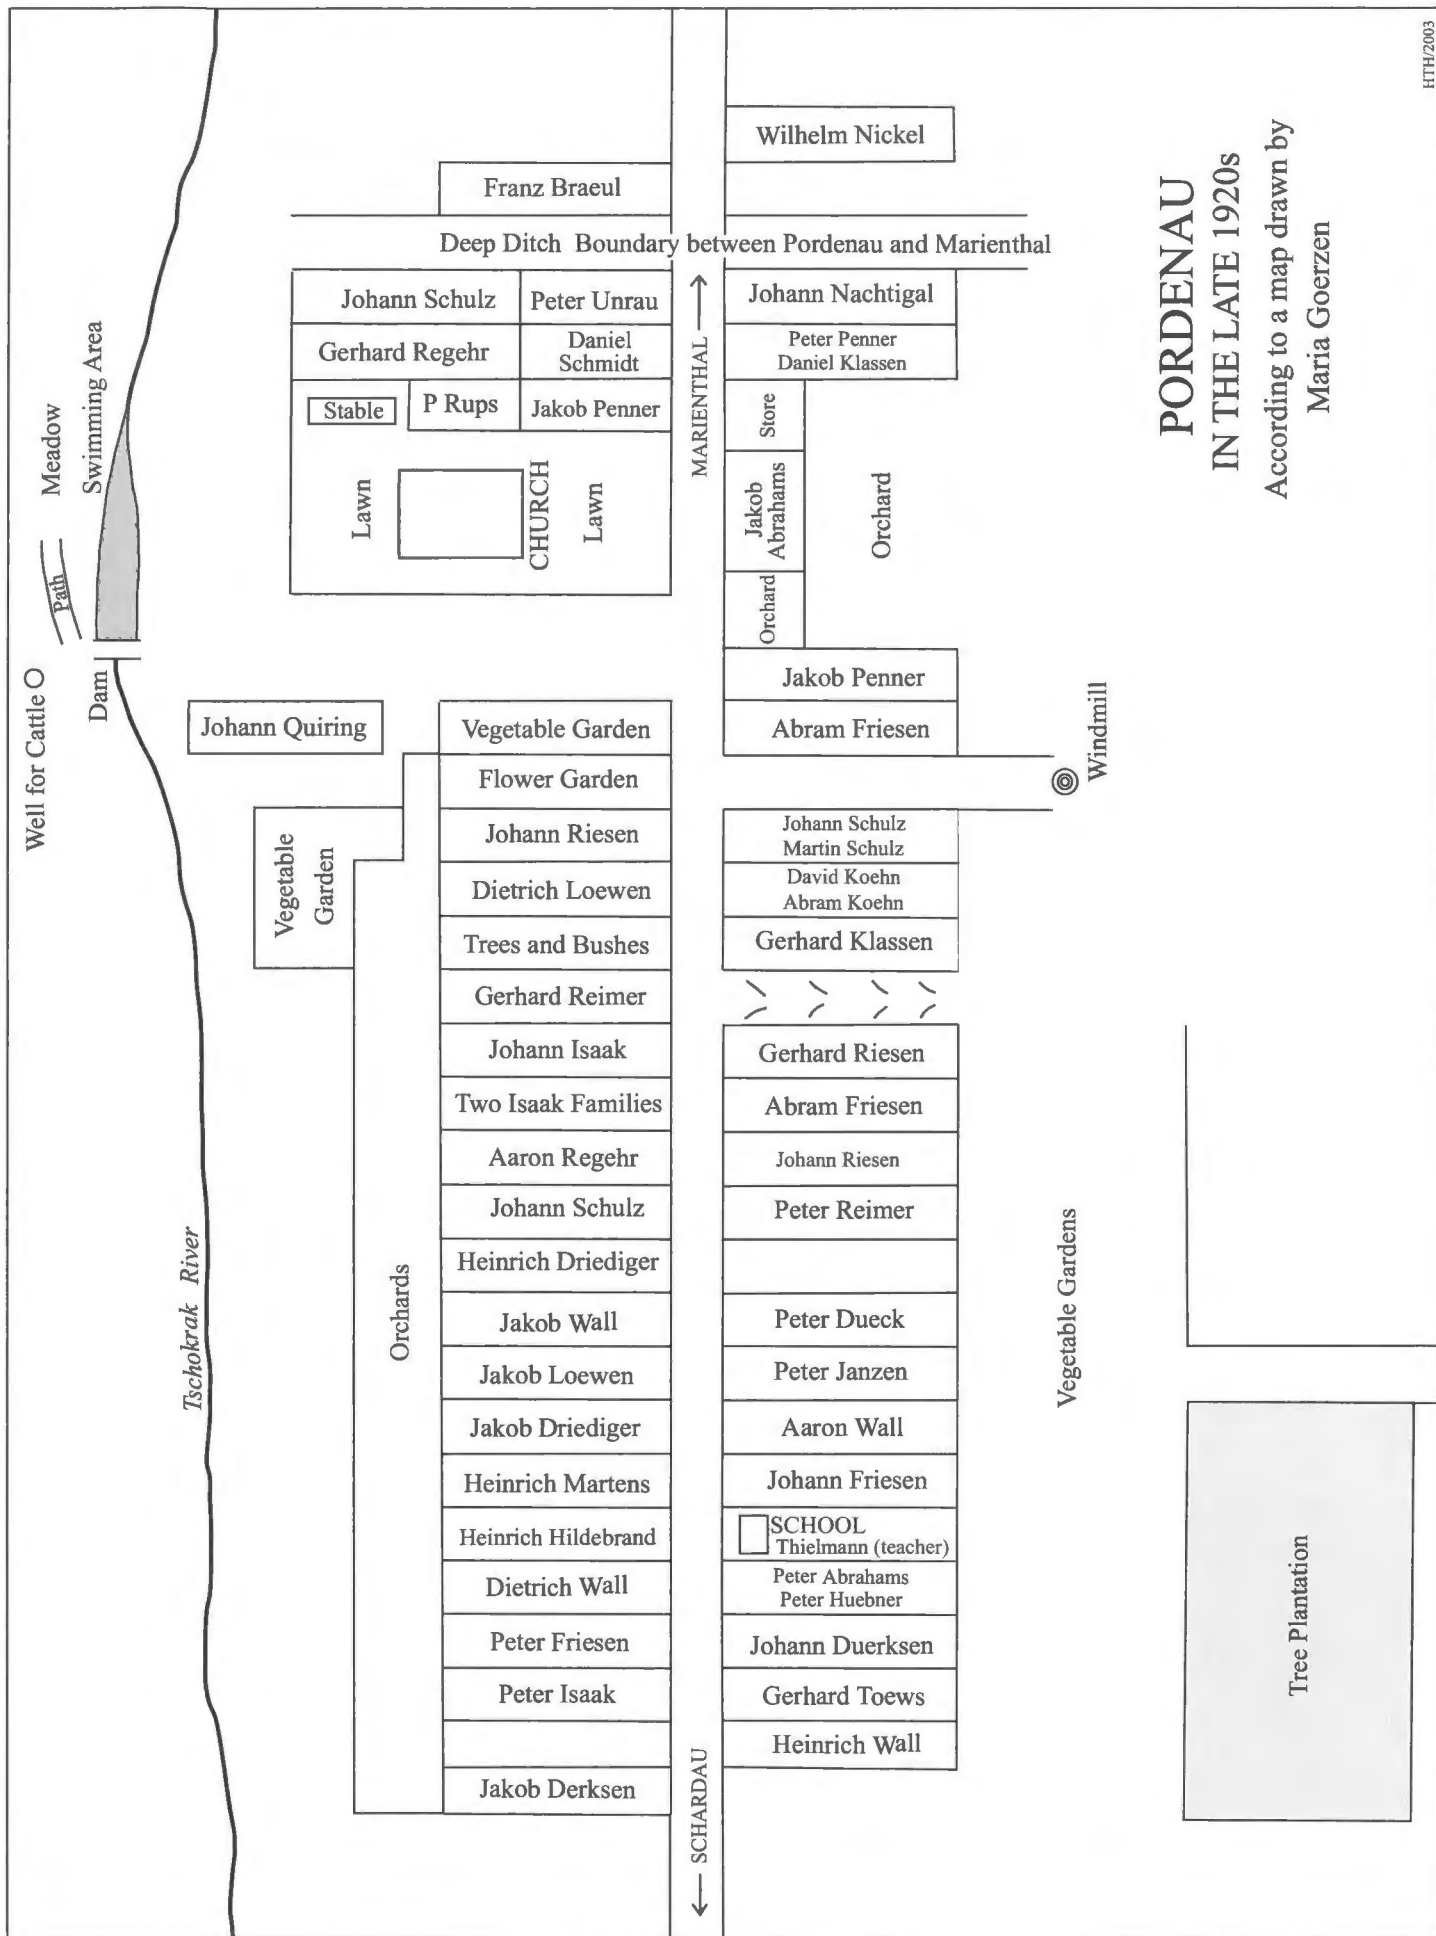 HTH/2003
PORDENAU
IN THE LATE 1920s
According to a map drawn by
Maria Goerzen
Well for Cattle
Path
Meadow
Swimming Area
Dam
Tschokrak River
Wilhelm Nickel
Franz Braeul
Deep Ditch Boundary between Pordenau and Marienthal
Johann Schulz
Peter Unrau
Gerhard Regehr
Daniel
Schmidt
Stable
P Rups
Jakob Penner
Lawn
CHURCH
Lawn
MARIENTHAL →
Johann Nachtigal
Peter Penner
Daniel Klassen
Store
Jakob
Abrahams
Orchard
Orchard
Jakob Penner
Abram Friesen
Windmill
Johann Quiring
Vegetable Garden
Flower Garden
Vegetable
Garden
Johann Riesen
Dietrich Loewen
Trees and Bushes
Gerhard Reimer
Johann Isaak
Two Isaak Families
Aaron Regehr
Johann Schulz
Heinrich Driediger
Jakob Wall
Jakob Loewen
Jakob Driediger
Heinrich Martens
Heinrich Hildebrand
Dietrich Wall
Peter Friesen
Peter Isaak
Jakob Derksen
Orchards
Johann Schulz
Martin Schulz
David Koehn
Abram Koehn
Gerhard Klassen
Gerhard Riesen
Abram Friesen
Johann Riesen
Peter Reimer
Peter Dueck
Peter Janzen
Aaron Wall
Johann Friesen
SCHOOL
Thielmann (teacher)
Peter Abrahams
Peter Huebner
Johann Duerksen
Gerhard Toews
Heinrich Wall
← SCHARDAU
Vegetable Gardens
Tree Plantation